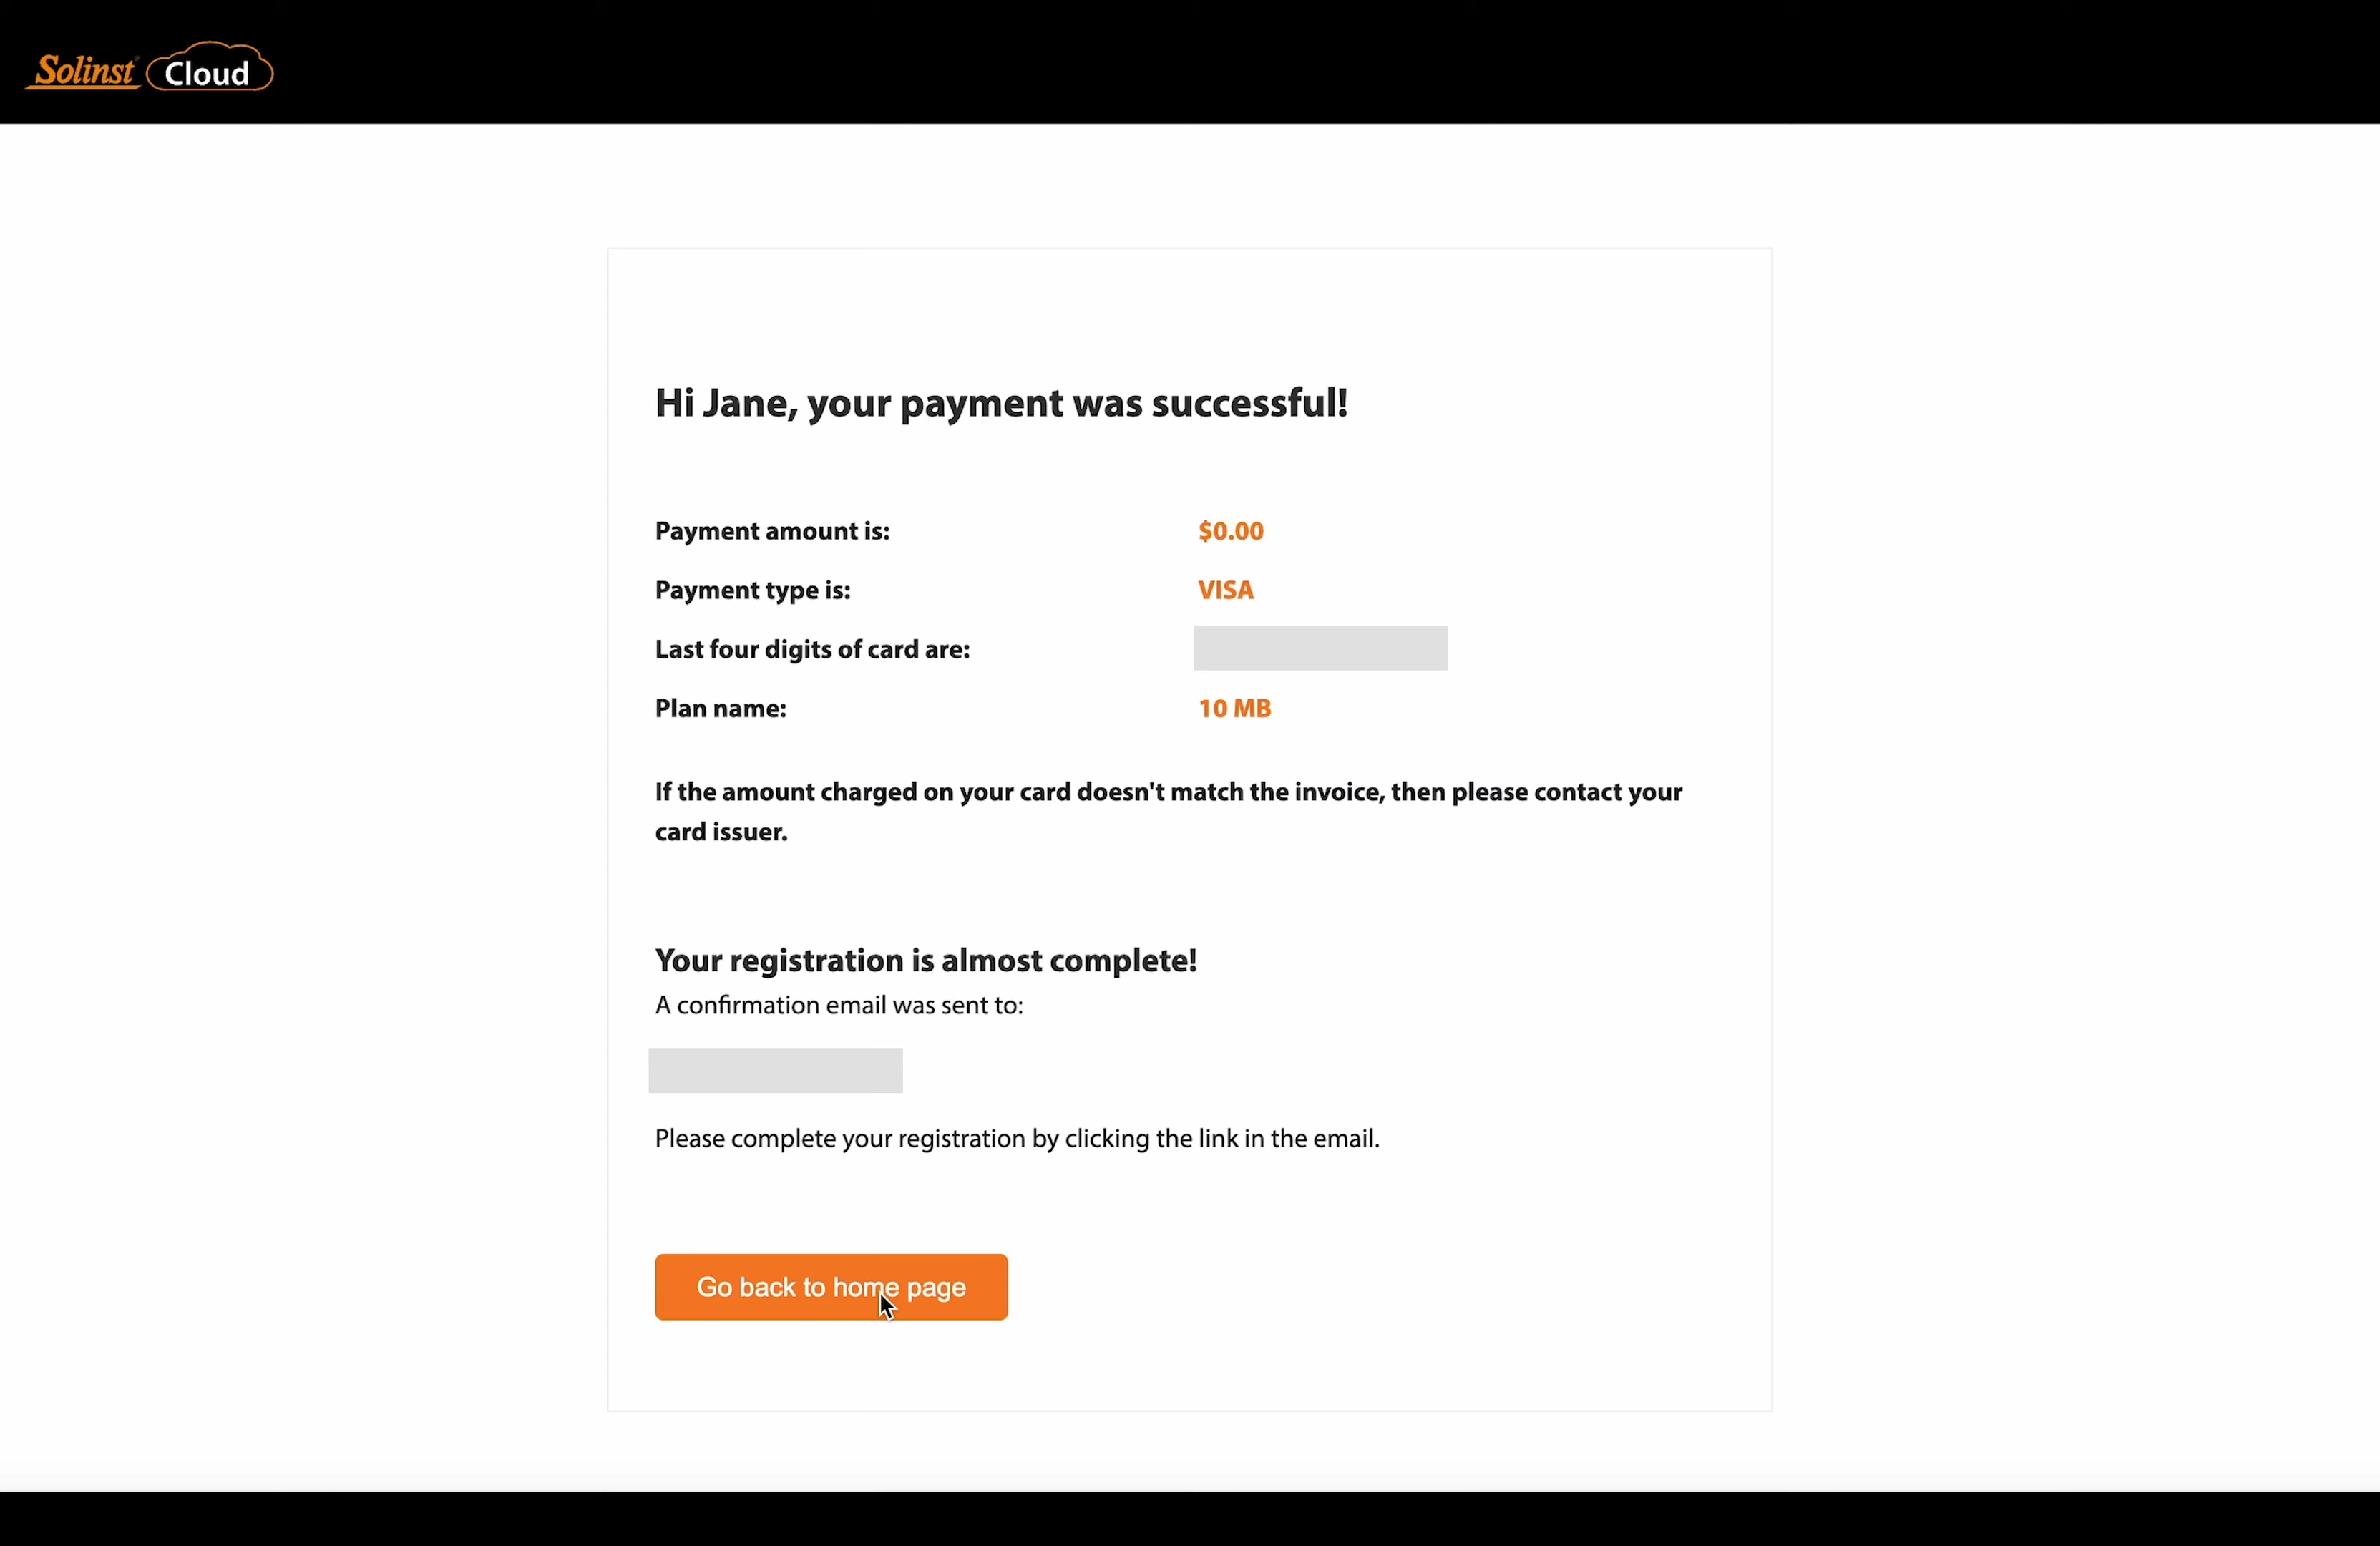 Solinst Cloud
Hi Jane, your payment was successful!
Payment amount is: $0.00
Payment type is: VISA
Last four digits of card are:
Plan name: 10 MB
If the amount charged on your card doesn't match the invoice, then please contact your
card issuer.
Your registration is almost complete!
A confirmation email was sent to:
Please complete your registration by clicking the link in the email.
Go back to home page